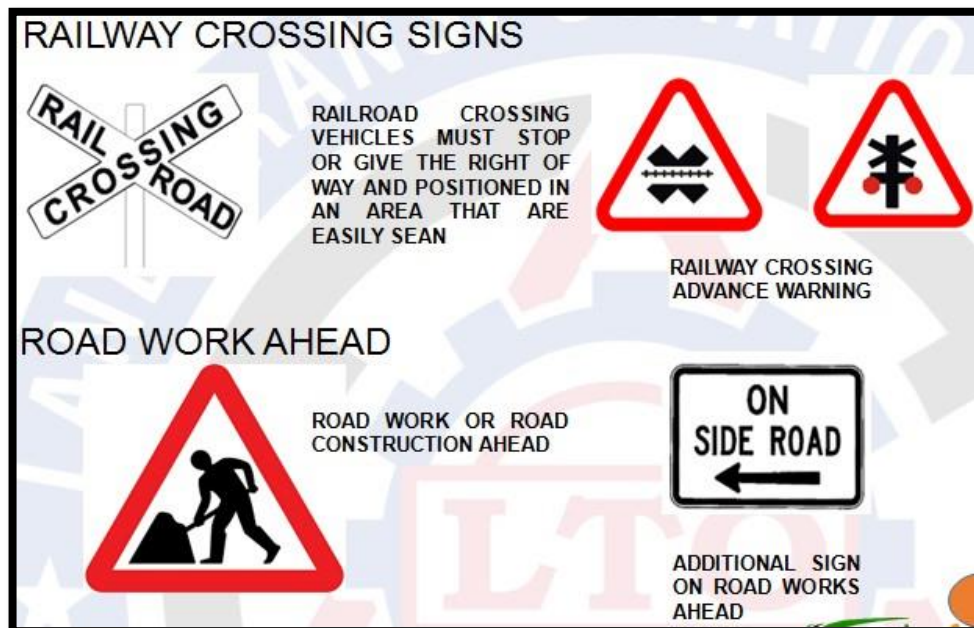 RAILWAY CROSSING SIGNS
RAIL
CROSSING
ROAD
RAILROAD CROSSING
VEHICLES MUST STOP
OR GIVE THE RIGHT OF
WAY AND POSITIONED IN
AN AREA THAT ARE
EASILY SEAN
RAILWAY CROSSING
ADVANCE WARNING
ROAD WORK AHEAD
ROAD WORK OR ROAD
CONSTRUCTION AHEAD
ON
SIDE ROAD
ADDITIONAL SIGN
ON ROAD WORKS
AHEAD
LTO